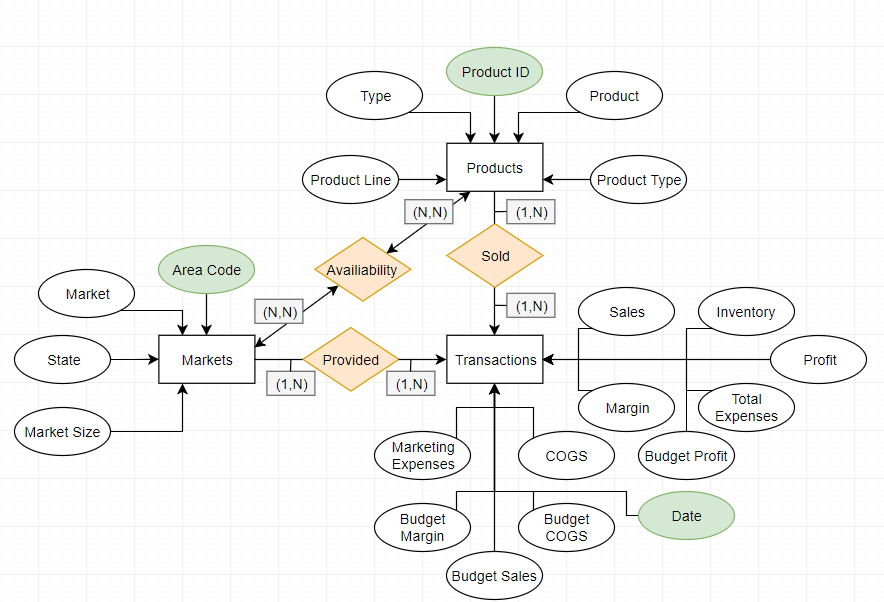 Product ID
Type
Product
Products
Product Line
Product Type
(N,N)
(1,N)
Sold
Area Code
Availiability
Market
(N,N)
(1,N)
Sales
Inventory
State
Markets
Provided
Transactions
Profit
(1,N)
(1,N)
Margin
Total
Expenses
Market Size
Marketing
Expenses
COGS
Budget Profit
Budget
Margin
Budget
COGS
Date
Budget Sales